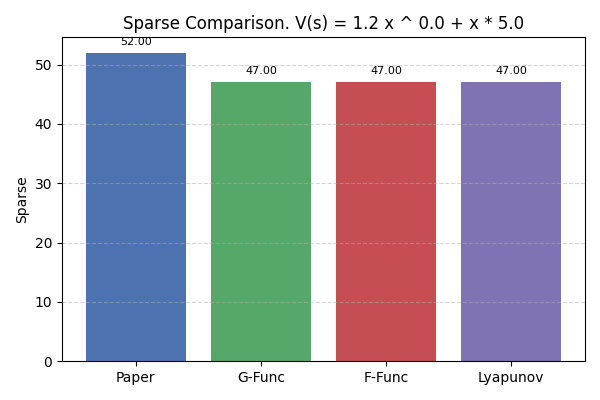 Sparse Comparison. V(s) = 1.2 x ^ 0.0 + x * 5.0
52.00
47.00
47.00
47.00
50
40
30
20
10
0
Sparse
Paper
G-Func
F-Func
Lyapunov